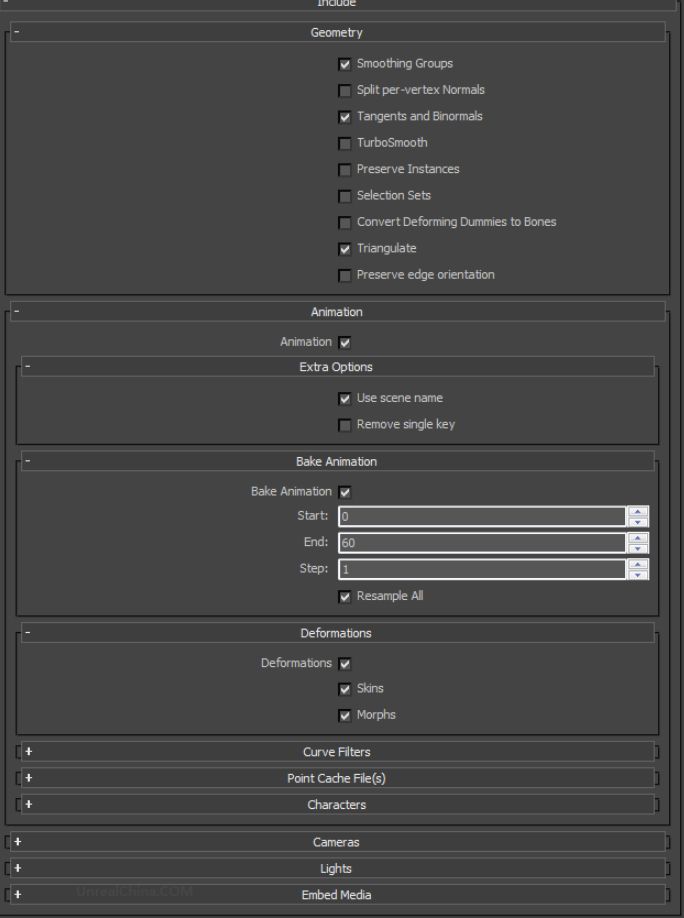 Include
Geometry
Smoothing Groups
Split per-vertex Normals
Tangents and Binormals
TurboSmooth
Preserve Instances
Selection Sets
Convert Deforming Dummies to Bones
Triangulate
Preserve edge orientation
Animation
Animation
Extra Options
Use scene name
Remove single key
Bake Animation
Bake Animation
Start: 0
End: 60
Step: 1
Resample All
Deformations
Deformations
Skins
Morphs
Curve Filters
Point Cache File(s)
Characters
Cameras
Lights
UnrealChina.COM
Embed Media